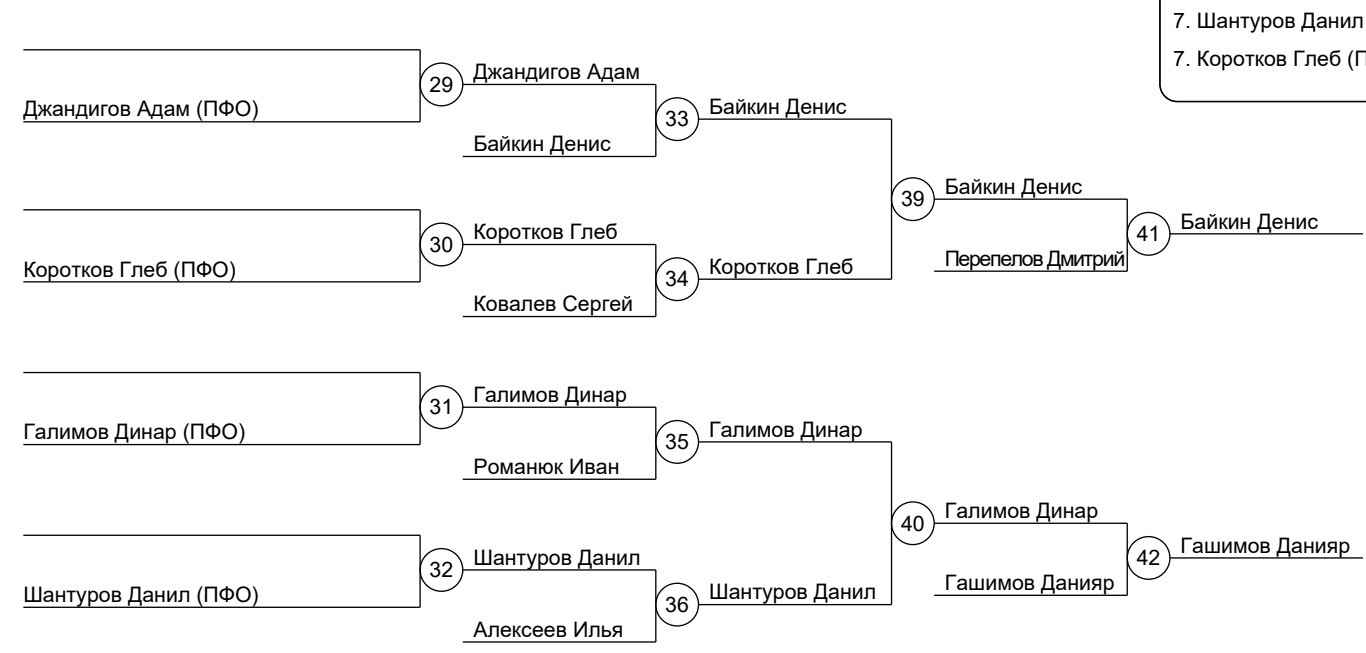 7. Шантуров Данил
7. Коротков Глеб
Джандигов Адам (ПФО)
29
Джандигов Адам
Байкин Денис
33
Байкин Денис
Коротков Глеб (ПФО)
30
Коротков Глеб
Ковалев Сергей
34
Коротков Глеб
39
Байкин Денис
Перепелов Дмитрий
41
Байкин Денис
Галимов Динар (ПФО)
31
Галимов Динар
Романюк Иван
35
Галимов Динар
Шантуров Данил (ПФО)
32
Шантуров Данил
Алексеев Илья
36
Шантуров Данил
40
Галимов Динар
Гашимов Данияр
42
Гашимов Данияр